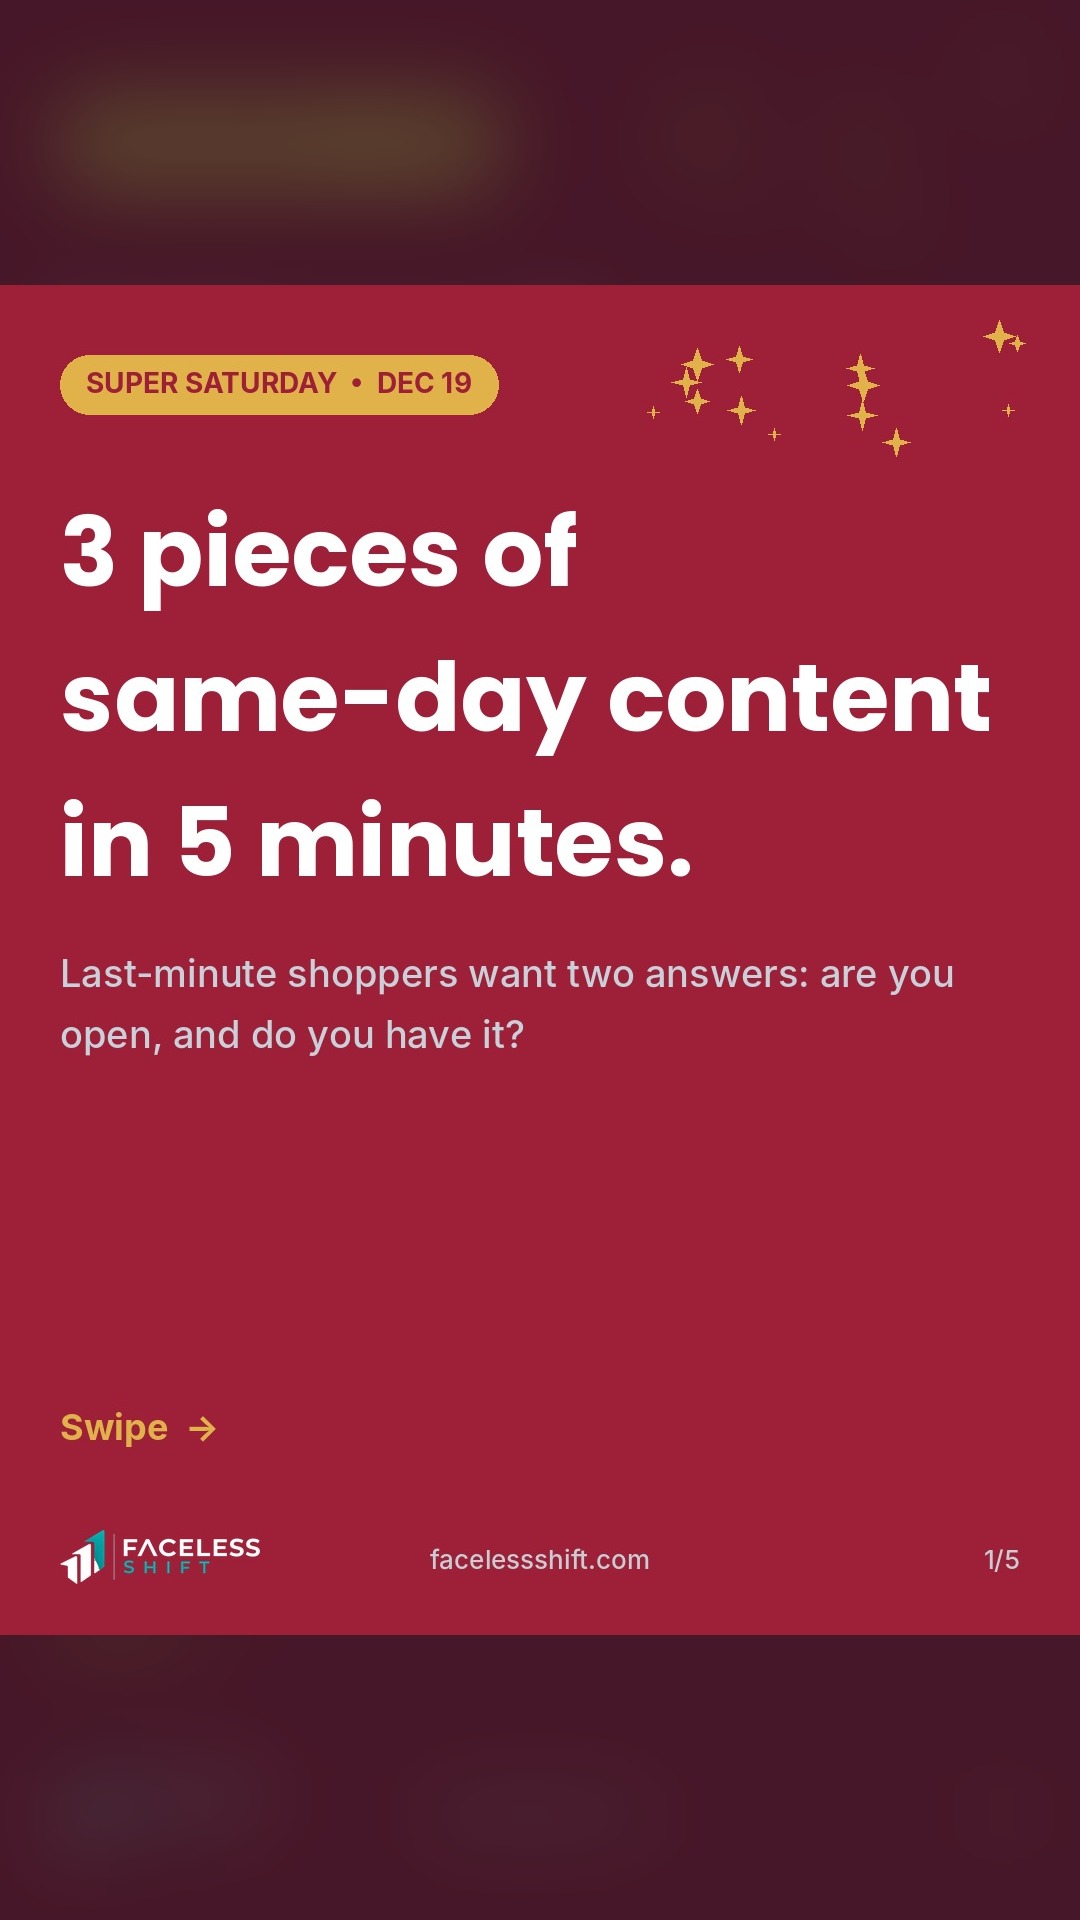 SUPER SATURDAY • DEC 19
3 pieces of
same-day content
in 5 minutes.
Last-minute shoppers want two answers: are you
open, and do you have it?
Swipe →
FACELESS
SHIFT
facelessshift.com
1/5